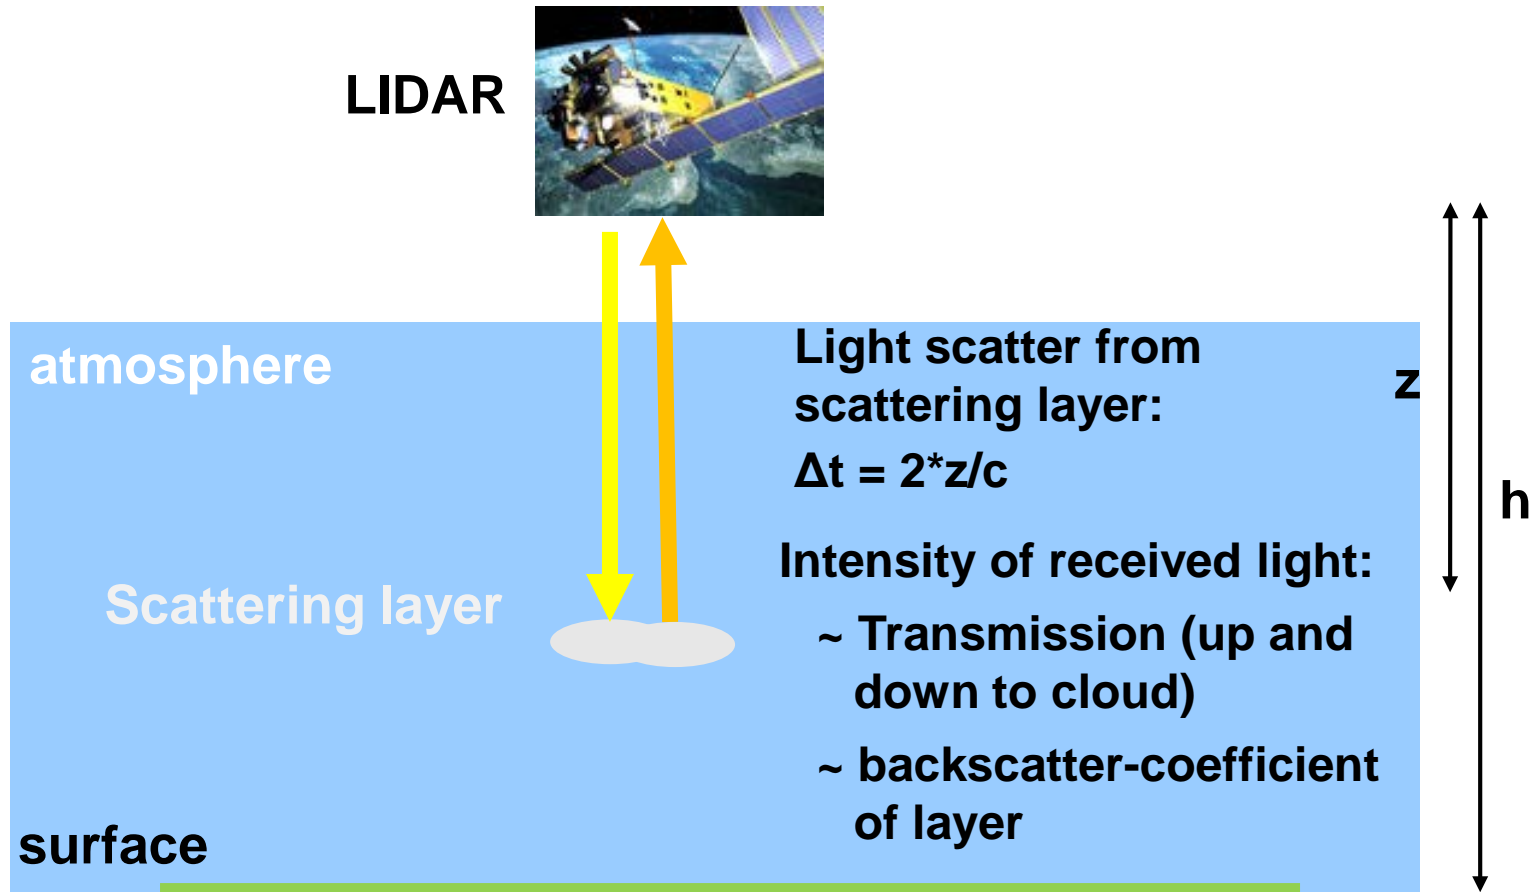 LIDAR
atmosphere
Light scatter from
scattering layer:
Δt = 2*z/c
z
h
Intensity of received light:
Scattering layer
~ Transmission (up and
down to cloud)
~ backscatter-coefficient
of layer
surface